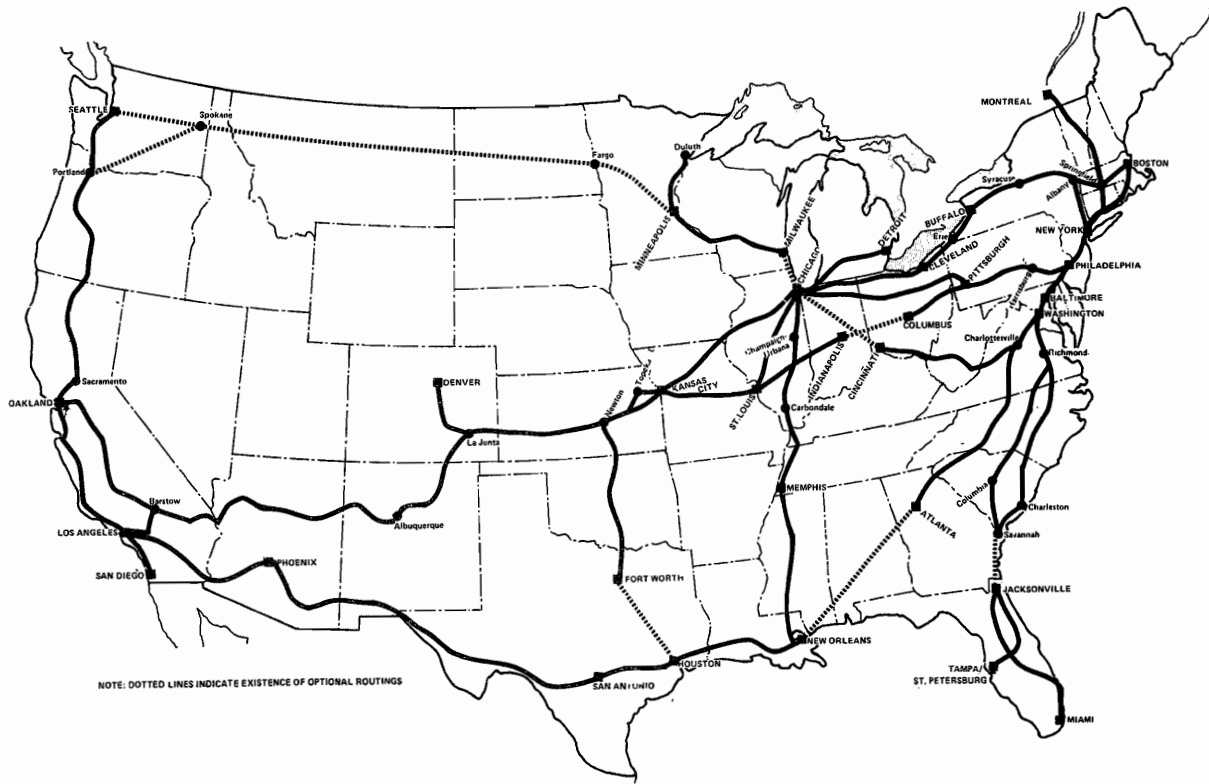 MONTREAL
SEATTLE
Spokane
Fargo
Duluth
Portland
Syracuse
Springfield
BOSTON
Albany
MINNEAPOLIS
MILWAUKEE
DETROIT
BUFFALO
Erie
NEW YORK
CHICAGO
CLEVELAND
PITTSBURGH
Harrisburg
PHILADELPHIA
BALTIMORE
WASHINGTON
COLUMBUS
Champaign-
Urbana
INDIANAPOLIS
CINCINNATI
Charlottesville
Richmond
Sacramento
OAKLAND
DENVER
Newton
Topeka
KANSAS
CITY
ST. LOUIS
Carbondale
La Junta
MEMPHIS
Columbia
Charleston
Barstow
Albuquerque
ATLANTA
LOS ANGELES
Savannah
SAN DIEGO
PHOENIX
FORT WORTH
JACKSONVILLE
NEW ORLEANS
HOUSTON
TAMPA/
ST. PETERSBURG
SAN ANTONIO
NOTE: DOTTED LINES INDICATE EXISTENCE OF OPTIONAL ROUTINGS
MIAMI